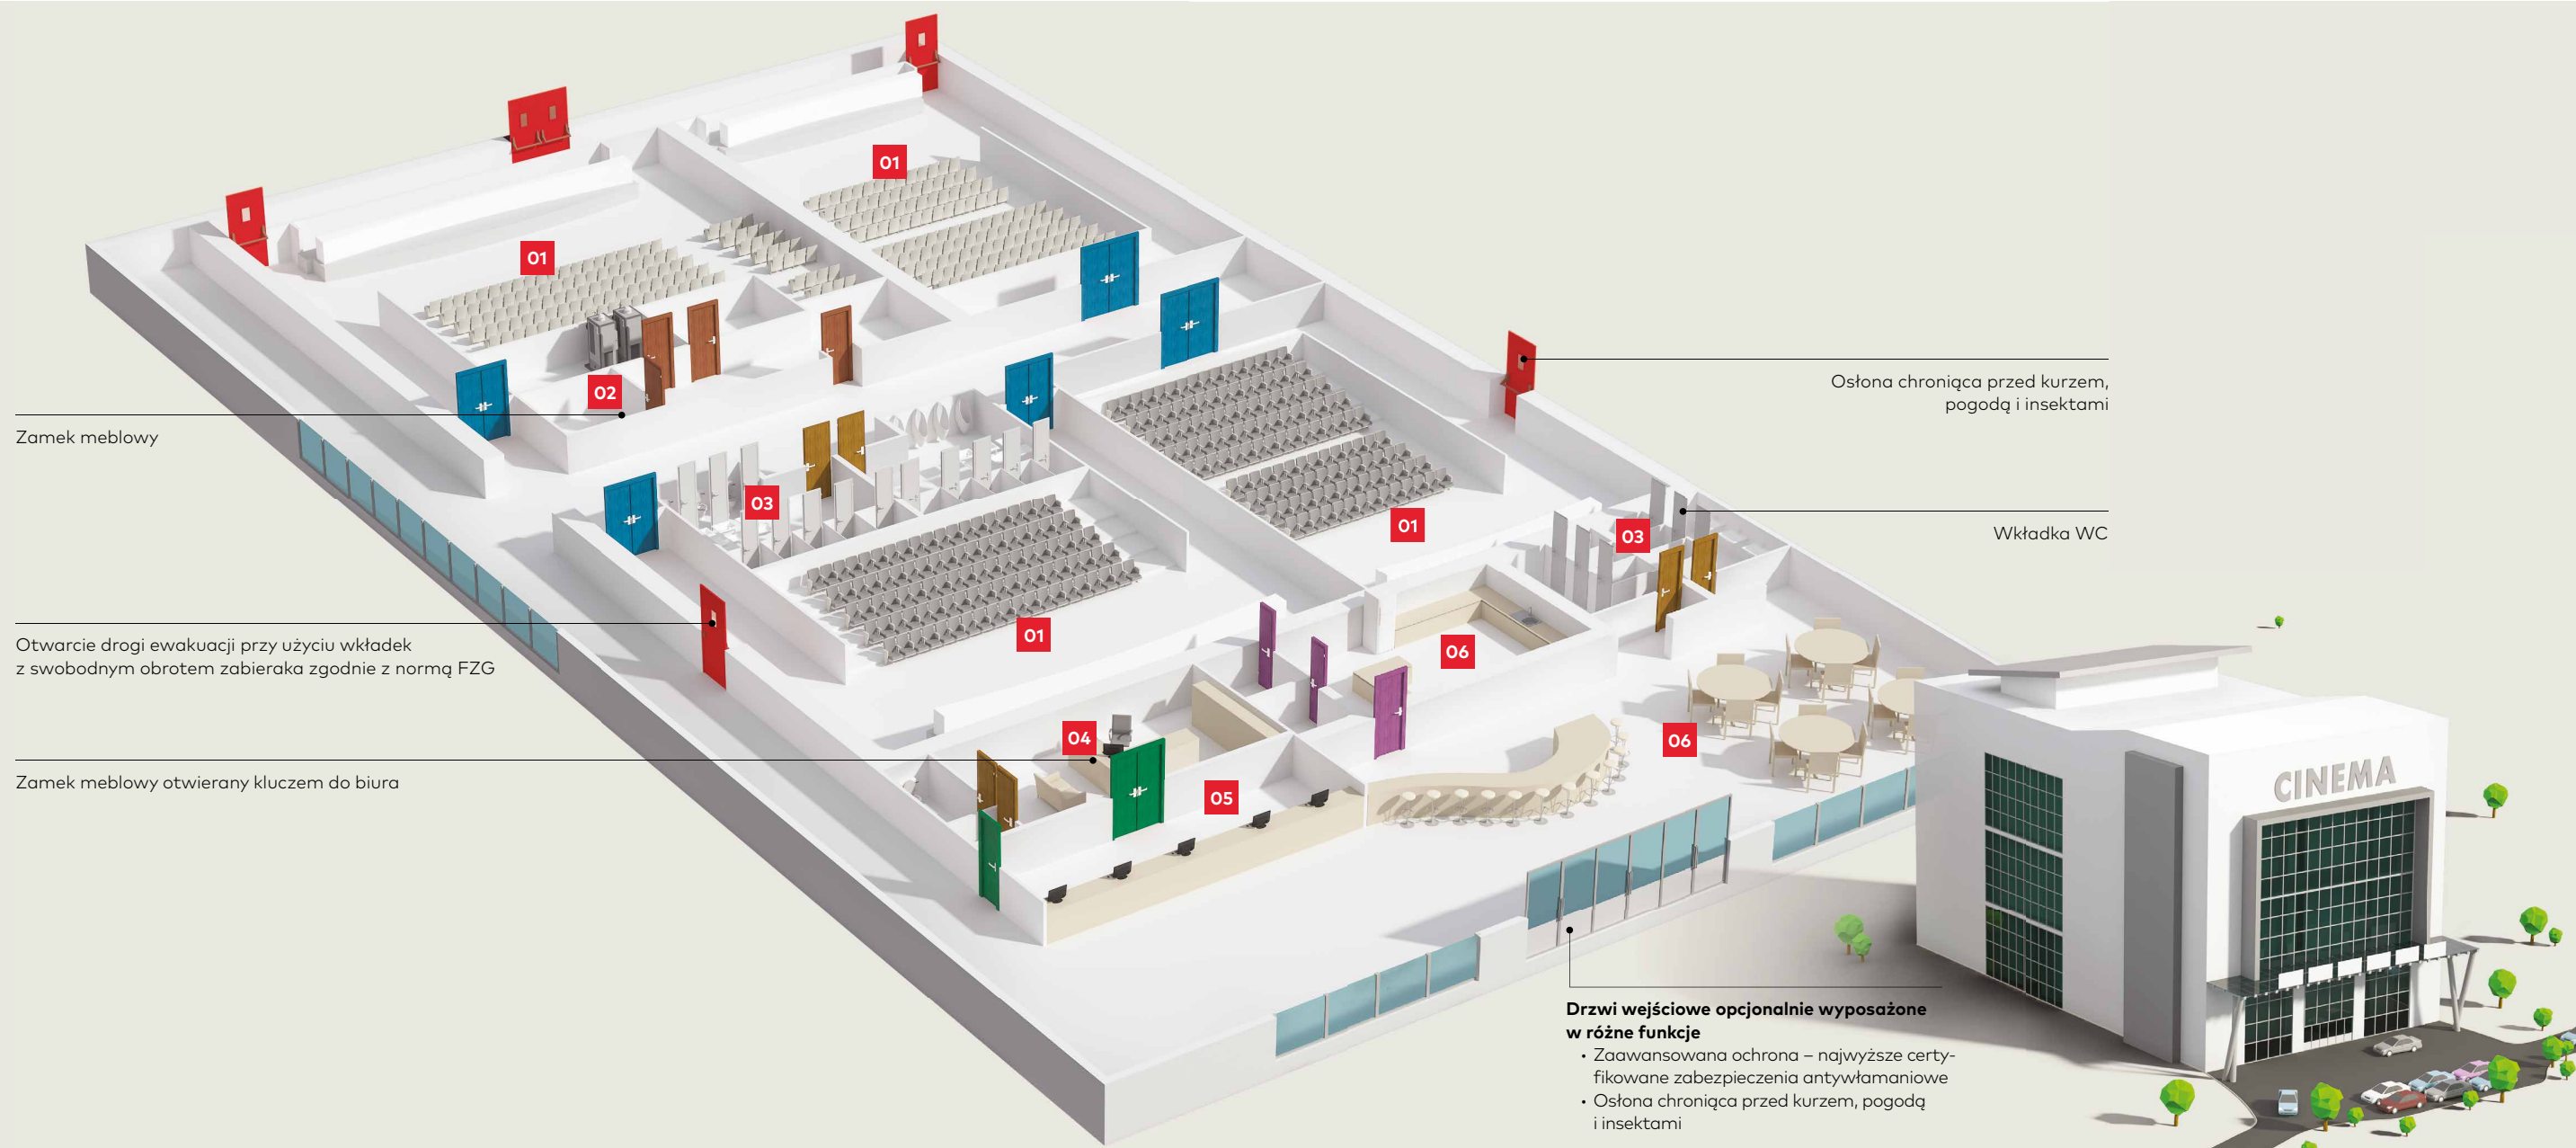 01
01
02
Zamek meblowy
Osłona chroniąca przed kurzem,
pogodą i insektami
03
01
03
Wkładka WC
01
Otwarcie drogi ewakuacji przy użyciu wkładek
z swobodnym obrotem zabieraka zgodnie z normą FZG
06
04
06
Zamek meblowy otwierany kluczem do biura
05
CINEMA
Drzwi wejściowe opcjonalnie wyposażone
w różne funkcje
• Zaawansowana ochrona – najwyższe certy-
fikowane zabezpieczenia antywłamaniowe
• Osłona chroniąca przed kurzem, pogodą
i insektami